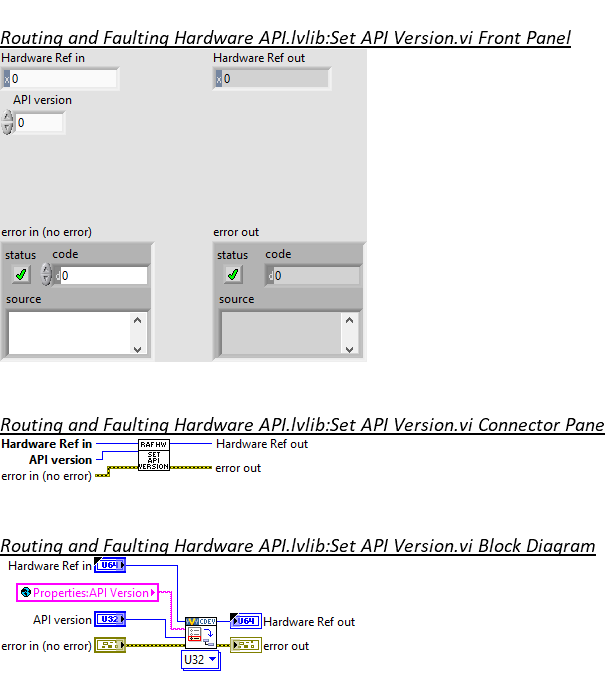 Routing and Faulting Hardware API.lvlib:Set API Version.vi Front Panel
Hardware Ref in
Hardware Ref out
x 0
x 0
API version
0
error in (no error)
error out
status code
status code
d 0
d 0
source
source
Routing and Faulting Hardware API.lvlib:Set API Version.vi Connector Pane
Hardware Ref in
RAF HW
Hardware Ref out
API version
SET
API
VERSION
error in (no error)
error out
Routing and Faulting Hardware API.lvlib:Set API Version.vi Block Diagram
Hardware Ref in
U64
Properties:API Version
API version
U32
CDEV
U64
Hardware Ref out
error in (no error)
error out
U32